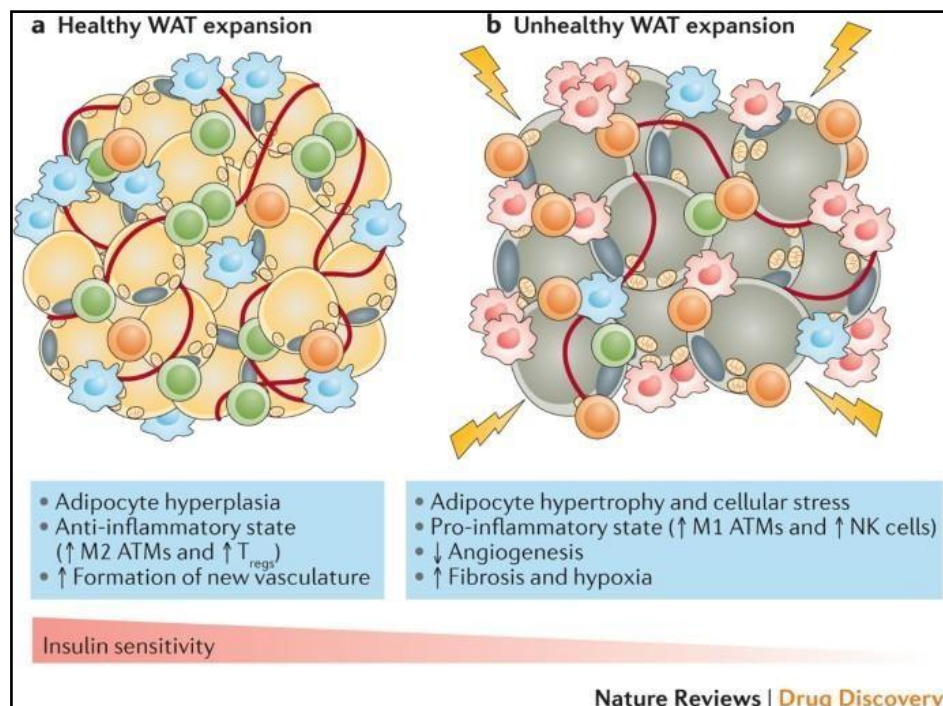 a Healthy WAT expansion
b Unhealthy WAT expansion
• Adipocyte hyperplasia
• Anti-inflammatory state
(↑ M2 ATMs and ↑ Tregs)
• ↑ Formation of new vasculature
• Adipocyte hypertrophy and cellular stress
• Pro-inflammatory state (↑ M1 ATMs and ↑ NK cells)
• ↓ Angiogenesis
• ↑ Fibrosis and hypoxia
Insulin sensitivity
Nature Reviews | Drug Discovery